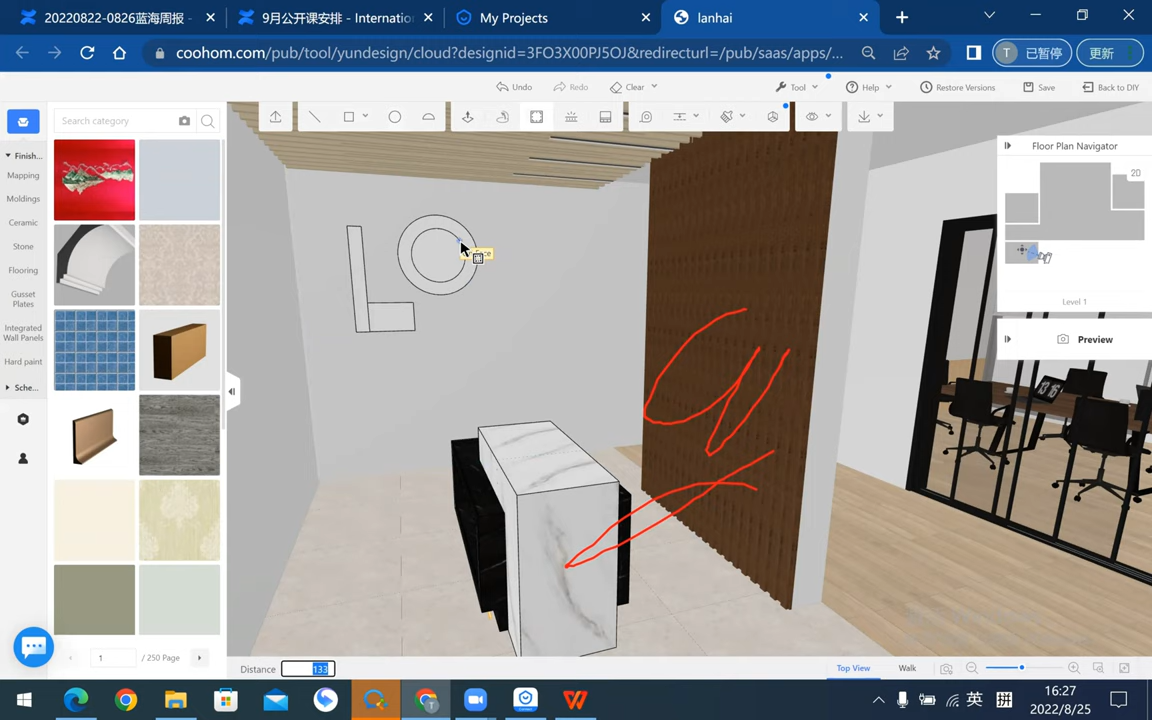 20220822-0826蓝海周报 -
9月公开课安排 - Internatio
My Projects
lanhai
coohom.com/pub/tool/yundesign/cloud?designid=3FO3X00PJ5OJ&redirecturl=/pub/saas/apps/...
T 已暂停
更新
Undo
Redo
Clear
Tool
Help
Restore Versions
Save
Back to DIY
Search category
Finish...
Mapping
Moldings
Ceramic
Stone
Flooring
Gusset
Plates
Integrated
Wall Panels
Hard paint
Sche...
Floor Plan Navigator
2D
Level 1
Preview
1
/ 250 Page
Distance
133
Top View
Walk
英
拼
16:27
2022/8/25